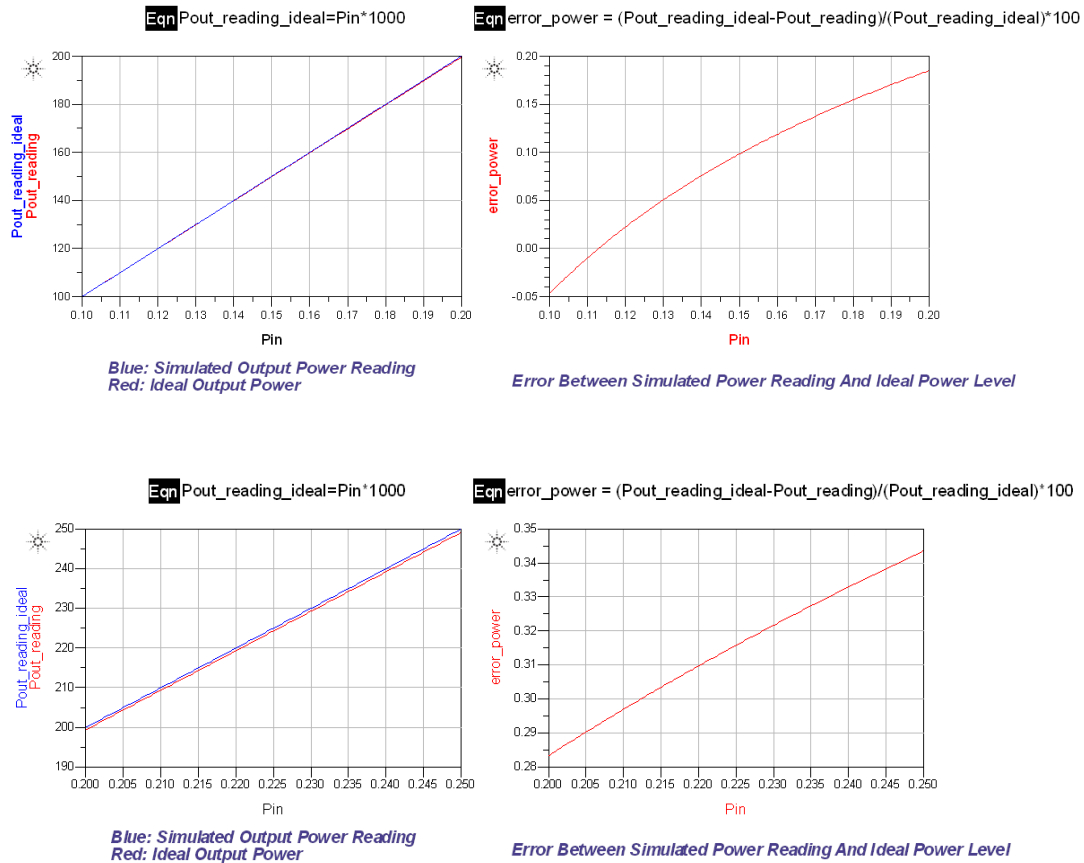 Eqn Pout_reading_ideal=Pin*1000
Eqn error_power = (Pout_reading_ideal-Pout_reading)/(Pout_reading_ideal)*100
Pout_reading_ideal
Pout_reading
200
180
160
140
120
100
0.10 0.11 0.12 0.13 0.14 0.15 0.16 0.17 0.18 0.19 0.20
Pin
Blue: Simulated Output Power Reading
Red: Ideal Output Power
error_power
0.20
0.15
0.10
0.05
0.00
-0.05
0.10 0.11 0.12 0.13 0.14 0.15 0.16 0.17 0.18 0.19 0.20
Pin
Error Between Simulated Power Reading And Ideal Power Level
Eqn Pout_reading_ideal=Pin*1000
Eqn error_power = (Pout_reading_ideal-Pout_reading)/(Pout_reading_ideal)*100
Pout_reading_ideal
Pout_reading
250
240
230
220
210
200
190
0.200 0.205 0.210 0.215 0.220 0.225 0.230 0.235 0.240 0.245 0.250
Pin
Blue: Simulated Output Power Reading
Red: Ideal Output Power
error_power
0.35
0.34
0.33
0.32
0.31
0.30
0.29
0.28
0.200 0.205 0.210 0.215 0.220 0.225 0.230 0.235 0.240 0.245 0.250
Pin
Error Between Simulated Power Reading And Ideal Power Level